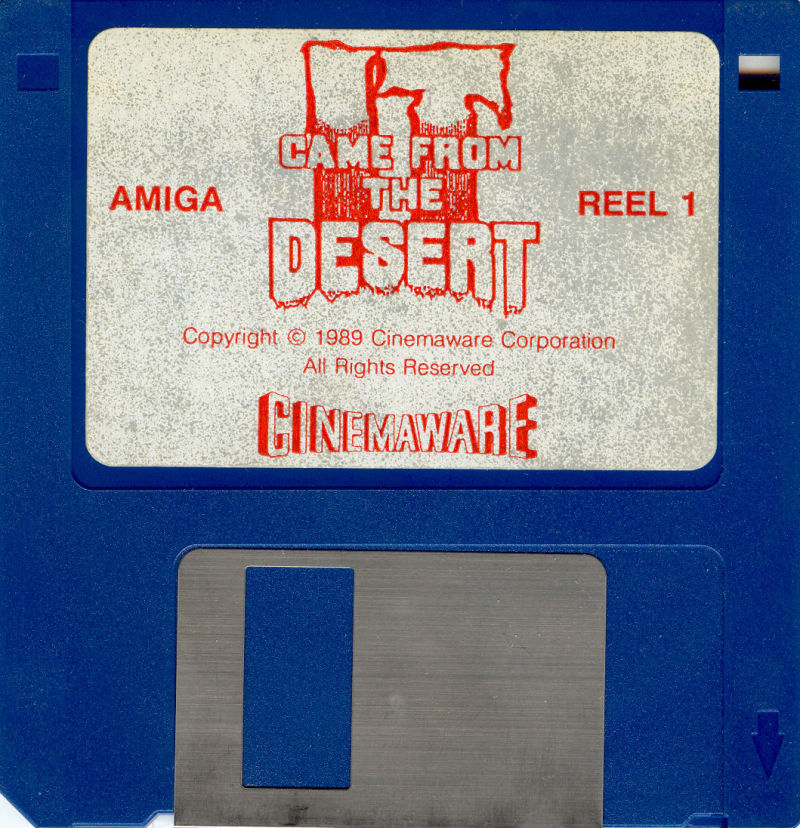 IT
CAME FROM
THE
DESERT
AMIGA
REEL 1
Copyright © 1989 Cinemaware Corporation
All Rights Reserved
CINEMAWARE